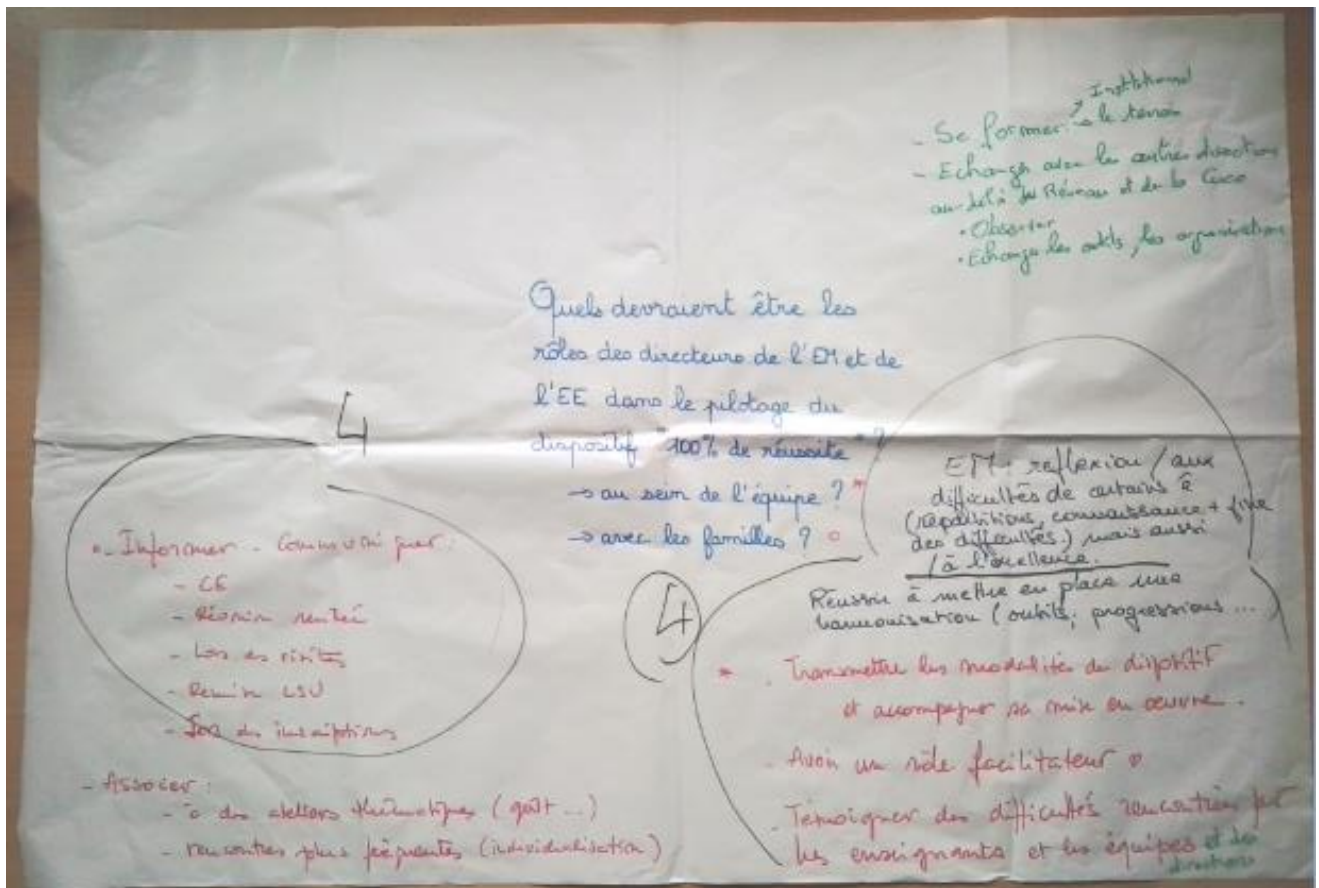 Institutionnel
- Se former → le terrain
- Echanger avec les autres directions
au-delà du Réseau et de la Circo
• Observer
• Echanger les outils, les organisations
Quels devraient être les
rôles des directeurs de l'EM et de
l'EE dans le pilotage du
dispositif "100% de réussite" ?
→ au sein de l'équipe ? *
→ avec les familles ? o
4
- Informer - Communiquer :
- CE
- Réunion rentrée
- Lors des visites
- Remise LSU
- Lors des inscriptions
- Associer :
- à des ateliers thématiques (goût ...)
- rencontres plus fréquentes (individualisation)
4
EM : reflexion / aux
difficultés de certains é
(répartitions, connaissance + fine
des difficultés) mais aussi
/ à l'excellence.
Réussir à mettre en place une
harmonisation (outils, progressions ...
* - Transmettre les modalités du dispositif
et accompagner sa mise en œuvre.
- Avoir un rôle facilitateur o
- Témoigner des difficultés rencontrées par
les enseignants et les équipes et des
directions